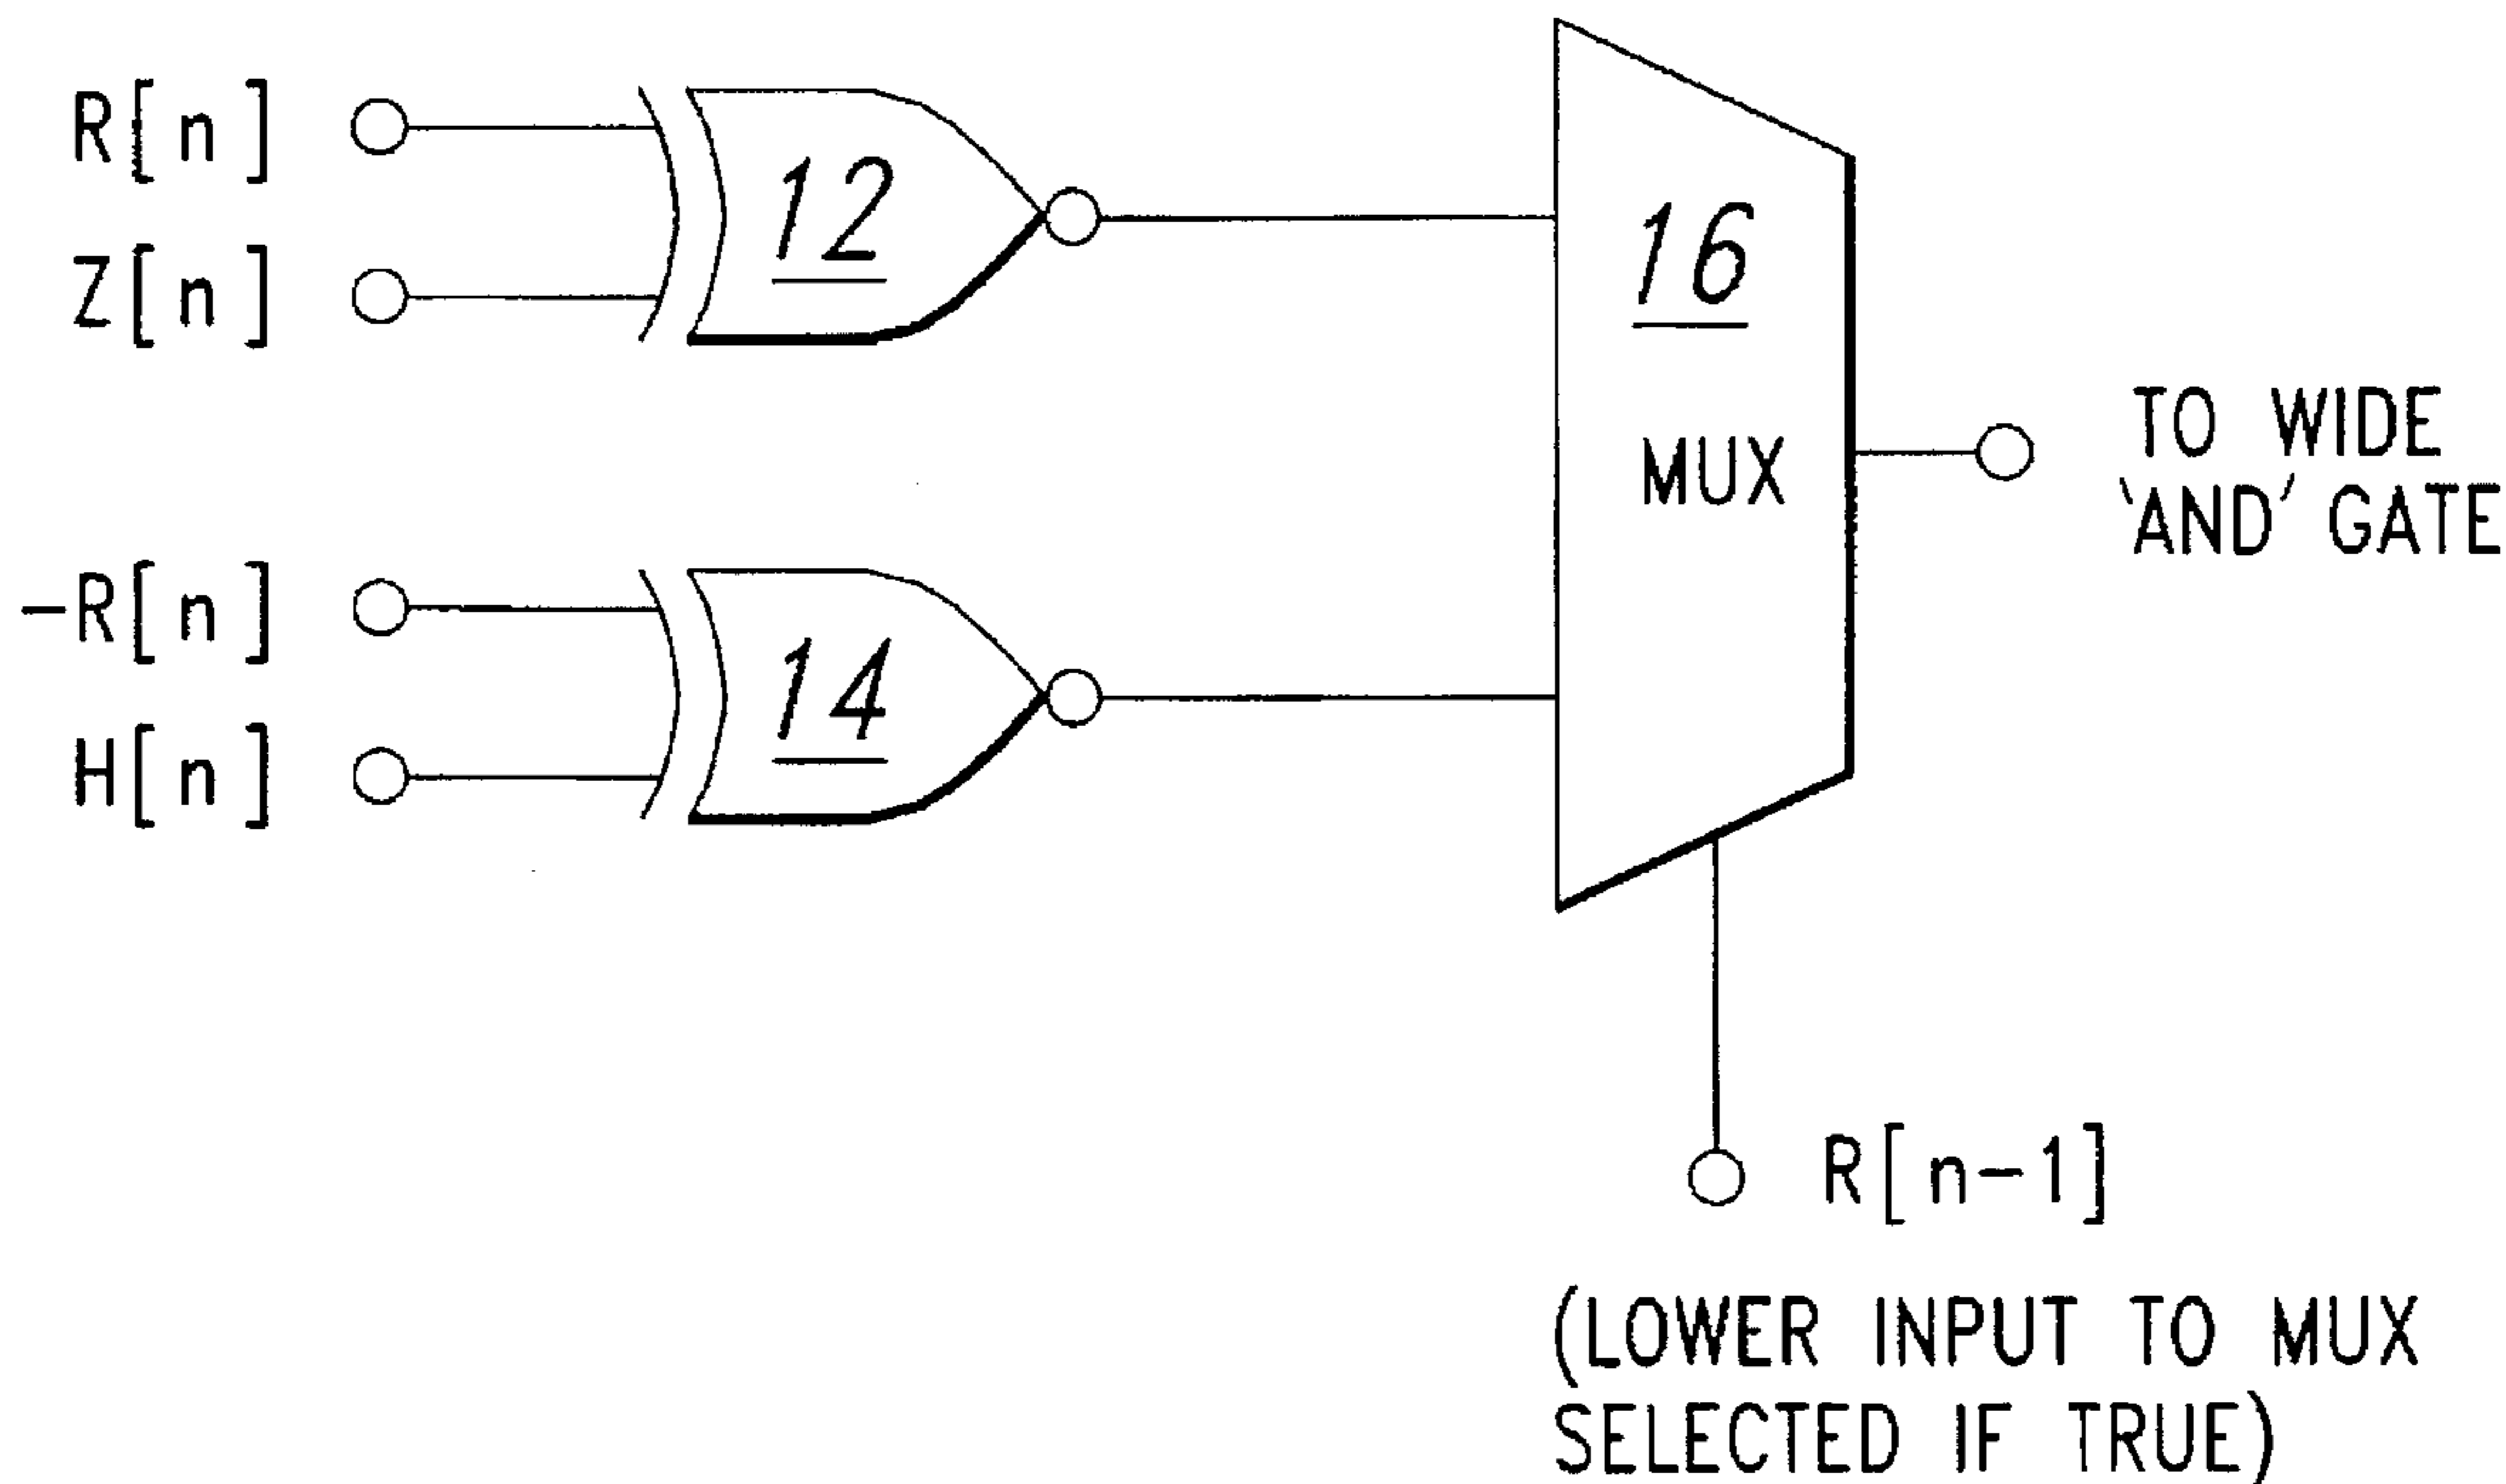 R[n]
Z[n]
12
16
MUX
TO WIDE
'AND' GATE
-R[n]
H[n]
14
R[n-1]
(LOWER INPUT TO MUX
SELECTED IF TRUE)